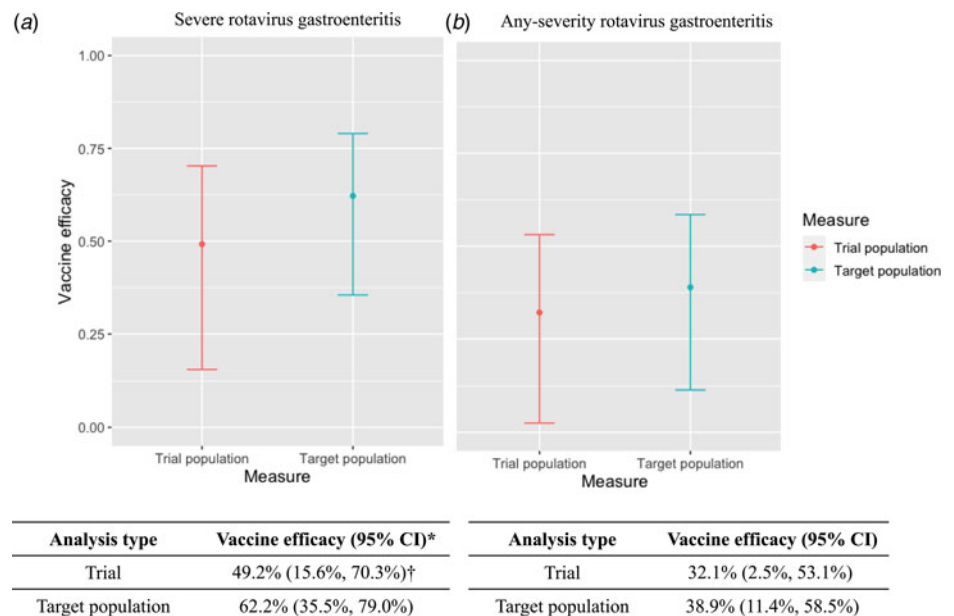 (a) Severe rotavirus gastroenteritis
(b) Any-severity rotavirus gastroenteritis
Vaccine efficacy
1.00
0.75
0.50
0.25
0.00
Trial population Target population
Measure
Trial population Target population
Measure
Measure
Trial population
Target population
Analysis type Vaccine efficacy (95% CI)*
Trial 49.2% (15.6%, 70.3%)†
Target population 62.2% (35.5%, 79.0%)
Analysis type Vaccine efficacy (95% CI)
Trial 32.1% (2.5%, 53.1%)
Target population 38.9% (11.4%, 58.5%)